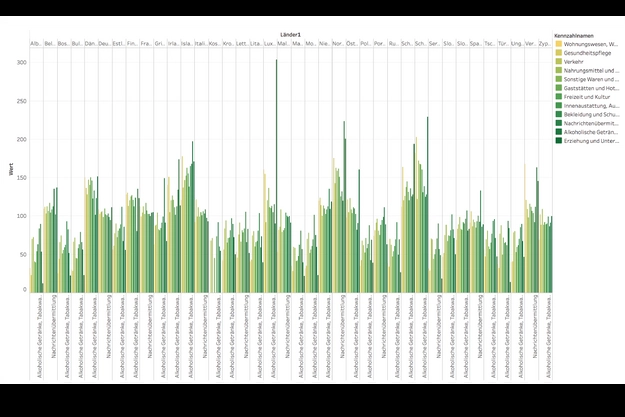 Länder1
Alb.. Bel.. Bos.. Bul.. Dän.. Deu.. Estl.. Fin.. Fra.. Gri.. Irla.. Isla.. Itali.. Kos.. Kro.. Lett.. Lita.. Lux.. Mal.. Ma.. Mo.. Nie.. Nor.. Öst.. Pol.. Por.. Ru.. Sch.. Sch.. Ser.. Slo.. Slo.. Spa.. Tsc.. Tür.. Ung.. Ver.. Zyp..
Kennzahlnamen
Wohnungswesen, W...
Gesundheitspflege
Verkehr
Nahrungsmittel und ...
Sonstige Waren und ...
Gaststätten und Hot...
Freizeit und Kultur
Innenausstattung, Au...
Bekleidung und Schu...
Nachrichtenübermit...
Alkoholische Geträn...
Erziehung und Unter...
Wert
300
250
200
150
100
50
0
Alkoholische Getränke, Tabakwa..
Nachrichtenübermittlung